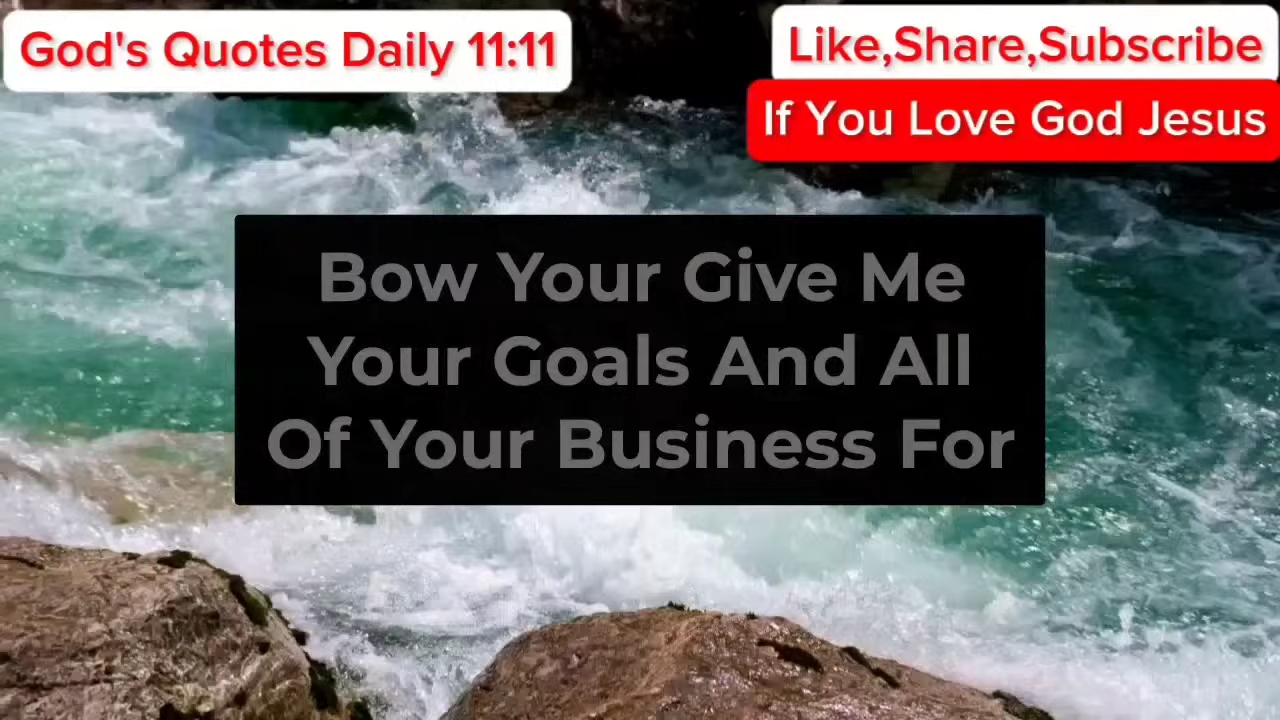 God's Quotes Daily 11:11
Like,Share,Subscribe
If You Love God Jesus
Bow Your Give Me
Your Goals And All
Of Your Business For